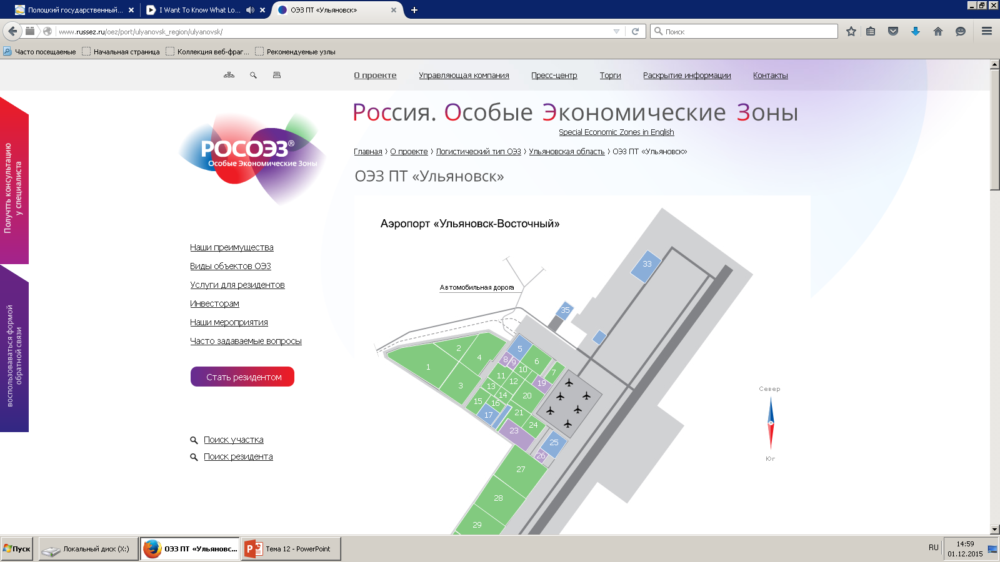 Полоцкий государственный...
I Want To Know What Lo...
ОЭЗ ПТ «Ульяновск»
www.russez.ru/oez/port/ulyanovsk_region/ulyanovsk/
Поиск
Часто посещаемые
Начальная страница
Коллекция веб-фраг...
Рекомендуемые узлы
О проекте
Управляющая компания
Пресс-центр
Торги
Раскрытие информации
Контакты
Россия. Особые Экономические Зоны
Special Economic Zones in English
Главная › О проекте › Логистический тип ОЭЗ › Ульяновская область › ОЭЗ ПТ «Ульяновск»
ОЭЗ ПТ «Ульяновск»
РОСОЭЗ®
Особые Экономические Зоны
Получтть консультацию
у специалиста
воспользоваваться формой
обратной связи
Наши преимущества
Виды объектов ОЭЗ
Услуги для резидентов
Инвесторам
Наши мероприятия
Часто задаваемые вопросы
Стать резидентом
Поиск участка
Поиск резидента
Аэропорт «Ульяновск-Восточный»
Автомобильная дорога
33
35
1
2
3
4
5
6
7
8
9
10
11
12
13
14
15
16
17
19
20
21
23
24
25
26
27
28
29
Север
Юг
Пуск
Локальный диск (X:)
ОЭЗ ПТ «Ульяновс...
Тема 12 - PowerPoint
RU
14:59
01.12.2015